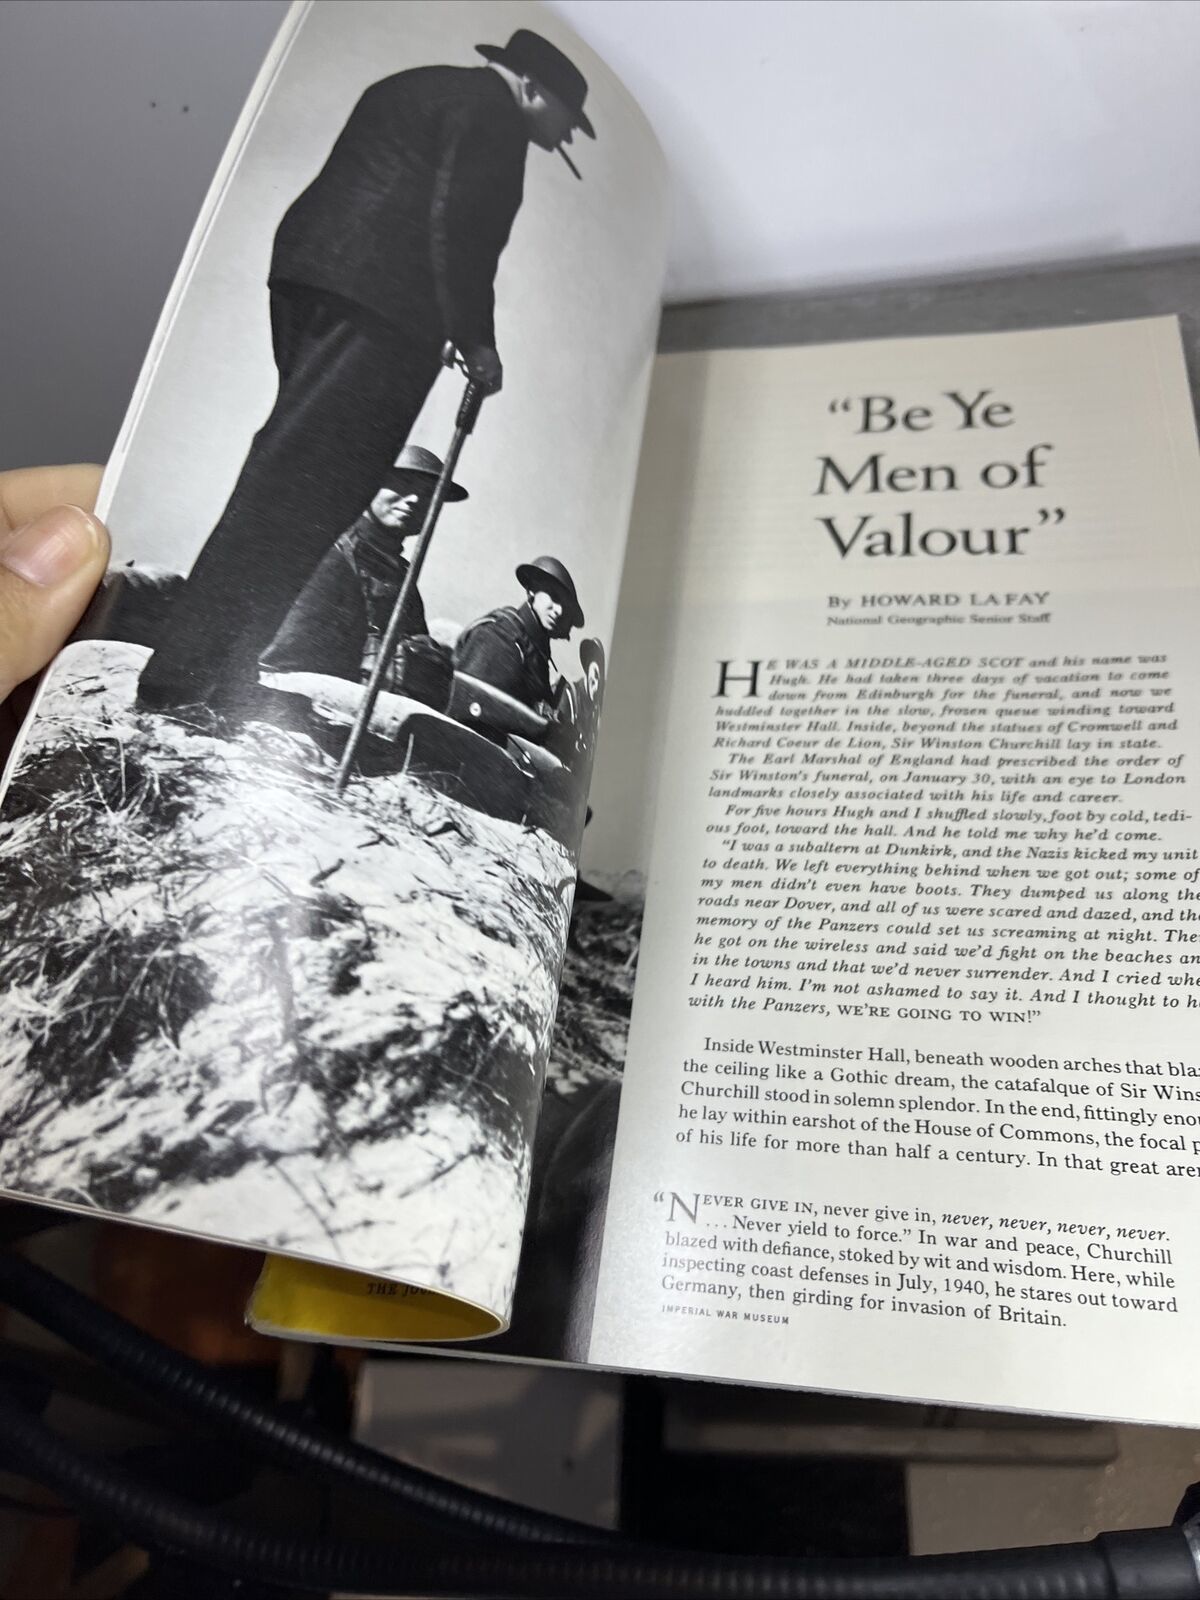 “Be Ye
Men of
Valour”
By HOWARD LA FAY
National Geographic Senior Staff
HE WAS A MIDDLE-AGED SCOT and his name was
Hugh. He had taken three days of vacation to come
down from Edinburgh for the funeral, and now we
huddled together in the slow, frozen queue winding toward
Westminster Hall. Inside, beyond the statues of Cromwell and
Richard Coeur de Lion, Sir Winston Churchill lay in state.
The Earl Marshal of England had prescribed the order of
Sir Winston's funeral, on January 30, with an eye to London
landmarks closely associated with his life and career.
For five hours Hugh and I shuffled slowly, foot by cold, tedi-
ous foot, toward the hall. And he told me why he'd come.
“I was a subaltern at Dunkirk, and the Nazis kicked my unit
to death. We left everything behind when we got out; some of
my men didn't even have boots. They dumped us along the
roads near Dover, and all of us were scared and dazed, and the
memory of the Panzers could set us screaming at night. The
he got on the wireless and said we'd fight on the beaches an
in the towns and that we'd never surrender. And I cried whe
I heard him. I'm not ashamed to say it. And I thought to h
with the Panzers, WE'RE GOING TO WIN!”
Inside Westminster Hall, beneath wooden arches that bla
the ceiling like a Gothic dream, the catafalque of Sir Wins
Churchill stood in solemn splendor. In the end, fittingly enou
he lay within earshot of the House of Commons, the focal p
of his life for more than half a century. In that great aren
“NEVER GIVE IN, never give in, never, never, never, never.
... Never yield to force.” In war and peace, Churchill
blazed with defiance, stoked by wit and wisdom. Here, while
inspecting coast defenses in July, 1940, he stares out toward
Germany, then girding for invasion of Britain.
IMPERIAL WAR MUSEUM
THE JOU